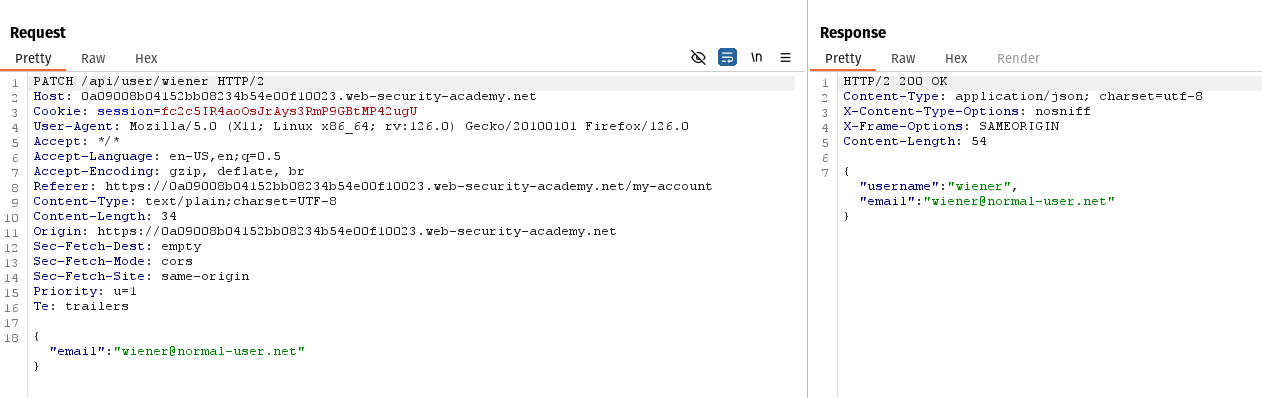 Request
Pretty Raw Hex
\n
1 PATCH /api/user/wiener HTTP/2
2 Host: 0a09008b04152bb08234b54e00f10023.web-security-academy.net
3 Cookie: session=fc2c5IR4aoOsJrAys3RmP9GBtMP42ugU
4 User-Agent: Mozilla/5.0 (X11; Linux x86_64; rv:126.0) Gecko/20100101 Firefox/126.0
5 Accept: */*
6 Accept-Language: en-US,en;q=0.5
7 Accept-Encoding: gzip, deflate, br
8 Referer: https://0a09008b04152bb08234b54e00f10023.web-security-academy.net/my-account
9 Content-Type: text/plain;charset=UTF-8
10 Content-Length: 34
11 Origin: https://0a09008b04152bb08234b54e00f10023.web-security-academy.net
12 Sec-Fetch-Dest: empty
13 Sec-Fetch-Mode: cors
14 Sec-Fetch-Site: same-origin
15 Priority: u=1
16 Te: trailers
17
18 {
"email":"wiener@normal-user.net"
}
Response
Pretty Raw Hex Render
1 HTTP/2 200 OK
2 Content-Type: application/json; charset=utf-8
3 X-Content-Type-Options: nosniff
4 X-Frame-Options: SAMEORIGIN
5 Content-Length: 54
6
7 {
"username":"wiener",
"email":"wiener@normal-user.net"
}